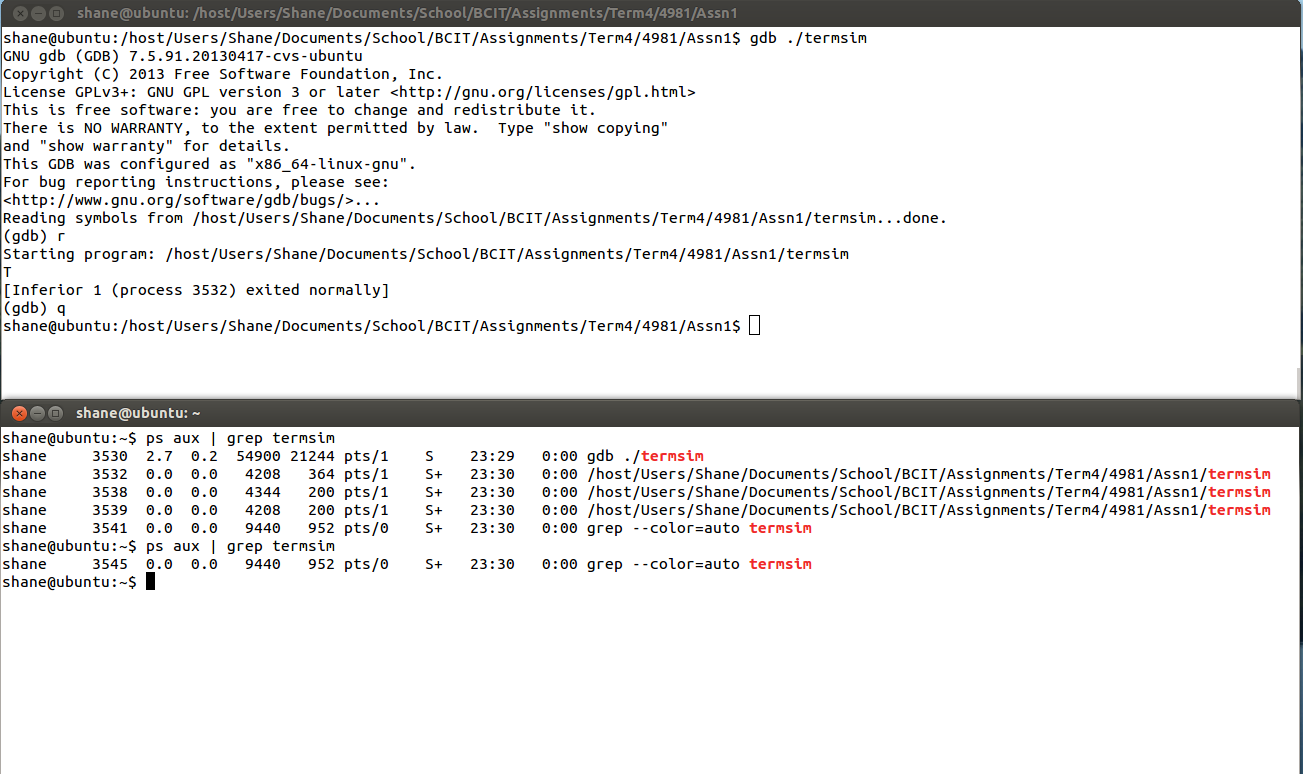 shane@ubuntu: /host/Users/Shane/Documents/School/BCIT/Assignments/Term4/4981/Assn1
shane@ubuntu:/host/Users/Shane/Documents/School/BCIT/Assignments/Term4/4981/Assn1$ gdb ./termsim
GNU gdb (GDB) 7.5.91.20130417-cvs-ubuntu
Copyright (C) 2013 Free Software Foundation, Inc.
License GPLv3+: GNU GPL version 3 or later <http://gnu.org/licenses/gpl.html>
This is free software: you are free to change and redistribute it.
There is NO WARRANTY, to the extent permitted by law.  Type "show copying"
and "show warranty" for details.
This GDB was configured as "x86_64-linux-gnu".
For bug reporting instructions, please see:
<http://www.gnu.org/software/gdb/bugs/>...
Reading symbols from /host/Users/Shane/Documents/School/BCIT/Assignments/Term4/4981/Assn1/termsim...done.
(gdb) r
Starting program: /host/Users/Shane/Documents/School/BCIT/Assignments/Term4/4981/Assn1/termsim
T
[Inferior 1 (process 3532) exited normally]
(gdb) q
shane@ubuntu:/host/Users/Shane/Documents/School/BCIT/Assignments/Term4/4981/Assn1$
shane@ubuntu: ~
shane@ubuntu:~$ ps aux | grep termsim
shane     3530  2.7  0.2  54900 21244 pts/1    S    23:29   0:00 gdb ./termsim
shane     3532  0.0  0.0   4208   364 pts/1    S+   23:30   0:00 /host/Users/Shane/Documents/School/BCIT/Assignments/Term4/4981/Assn1/termsim
shane     3538  0.0  0.0   4344   200 pts/1    S+   23:30   0:00 /host/Users/Shane/Documents/School/BCIT/Assignments/Term4/4981/Assn1/termsim
shane     3539  0.0  0.0   4208   200 pts/1    S+   23:30   0:00 /host/Users/Shane/Documents/School/BCIT/Assignments/Term4/4981/Assn1/termsim
shane     3541  0.0  0.0   9440   952 pts/0    S+   23:30   0:00 grep --color=auto termsim
shane@ubuntu:~$ ps aux | grep termsim
shane     3545  0.0  0.0   9440   952 pts/0    S+   23:30   0:00 grep --color=auto termsim
shane@ubuntu:~$